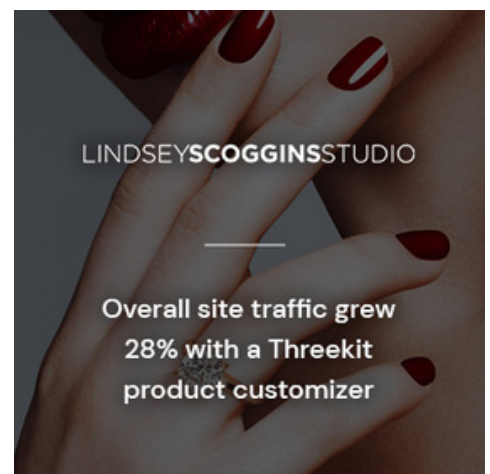 LINDSEYSCOGGINSSTUDIO
Overall site traffic grew
28% with a Threekit
product customizer